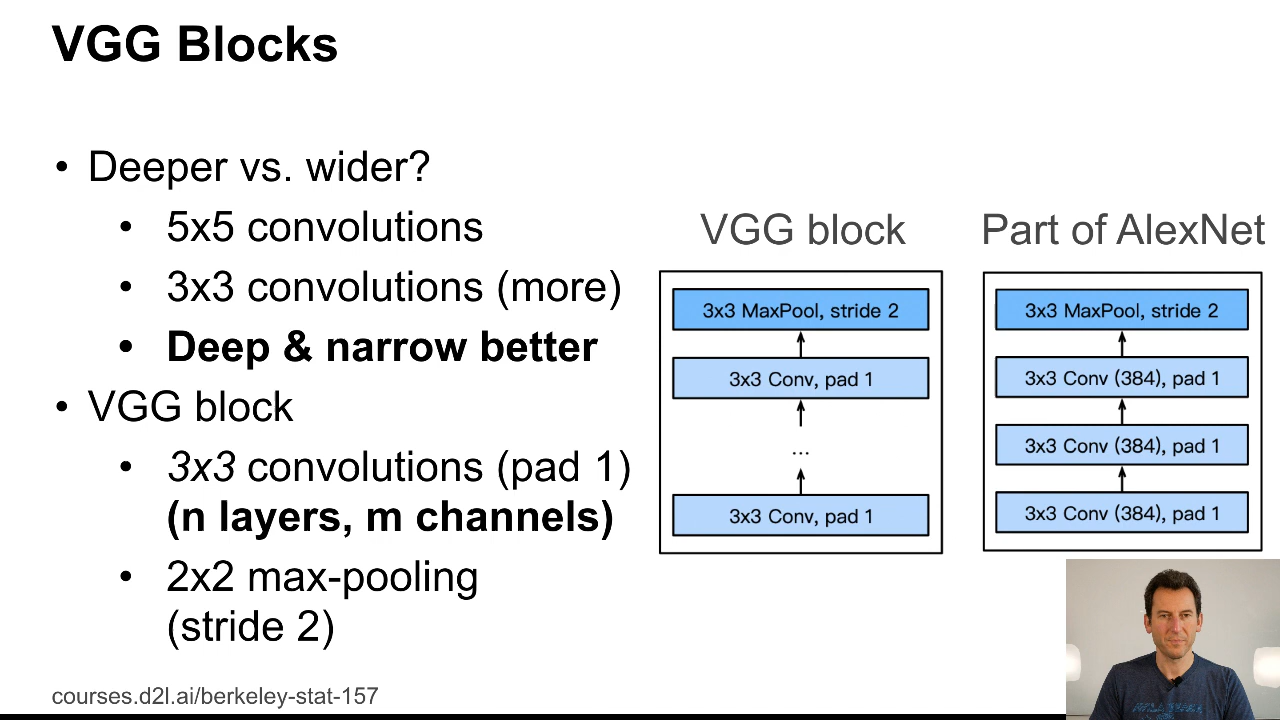 VGG Blocks
• Deeper vs. wider?
• 5x5 convolutions
• 3x3 convolutions (more)
• Deep & narrow better
• VGG block
• 3x3 convolutions (pad 1)
(n layers, m channels)
• 2x2 max-pooling
(stride 2)
VGG block
3x3 MaxPool, stride 2
3x3 Conv, pad 1
...
3x3 Conv, pad 1
Part of AlexNet
3x3 MaxPool, stride 2
3x3 Conv (384), pad 1
3x3 Conv (384), pad 1
3x3 Conv (384), pad 1
courses.d2l.ai/berkeley-stat-157